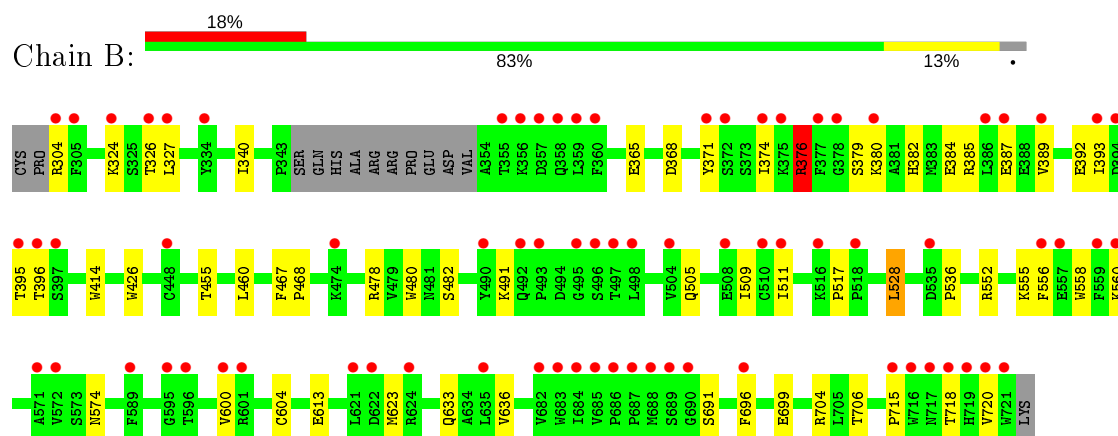 18%
Chain B:
83% 13% •
CYS PRO R304 F305 K324 S325 T326 L327 Y334 I340 P343 SER GLN HIS ALA ARG ARG PRO GLU ASP VAL A354 T355 K356 D357 Q358 L359 F360 E365 D368 Y371 S372 S373 I374 K375 R376 F377 G378 S379 K380 A381 H382 M383 E384 R385 L386 E387 E388 V389 E392 I393 D394
T395 T396 S397 W414 W426 C448 T455 L460 F467 P468 K474 R478 V479 W480 N481 S482 Y490 K491 Q492 P493 D494 G495 S496 T497 L498 V504 Q505 E508 I509 C510 I511 K516 P517 P518 L528 D535 P536 R552 K555 F556 E557 W558 F559 K560
A571 V572 S573 N574 F589 G595 T596 V600 R601 C604 E613 L621 D622 M623 R624 Q633 A634 L635 V636 V682 W683 I684 V685 P686 P687 M688 S689 G690 S691 F696 E699 R704 L705 T706 P715 W716 N717 T718 H719 V720 W721 LYS